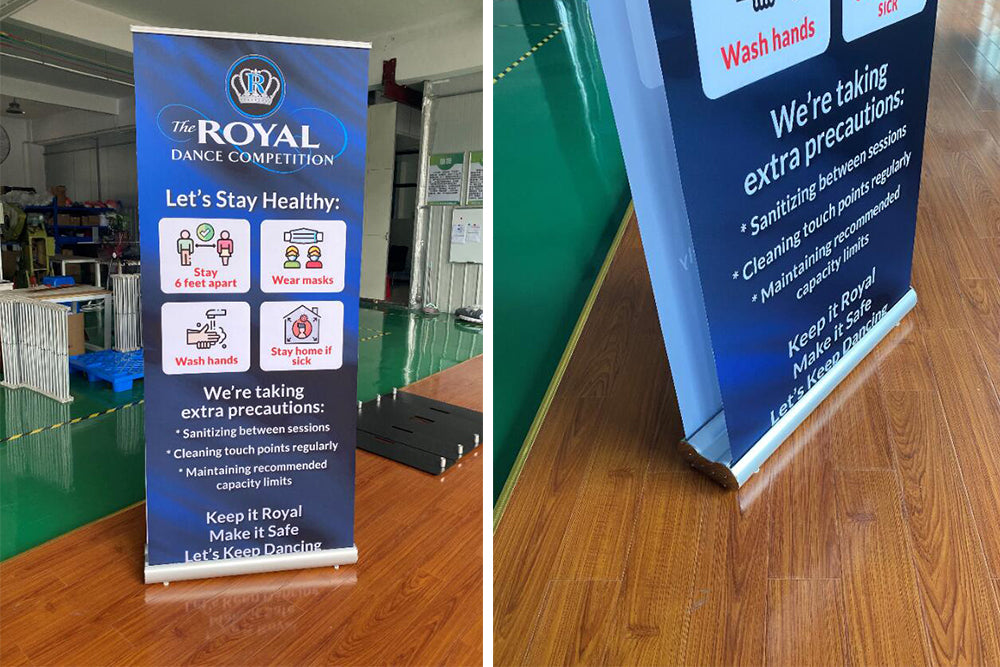 R
The ROYAL
DANCE COMPETITION
Let's Stay Healthy:
Stay
6 feet apart
Wear masks
Wash hands
Stay home if
sick
We're taking
extra precautions:
* Sanitizing between sessions
* Cleaning touch points regularly
* Maintaining recommended
capacity limits
Keep it Royal
Make it Safe
Let's Keep Dancing
Wash hands
sick
We're taking
extra precautions:
* Sanitizing between sessions
* Cleaning touch points regularly
* Maintaining recommended
capacity limits
Keep it Royal
Make it Safe
Let's Keep Dancing